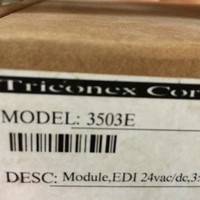 Triconex Cor
MODEL: 3503E
DESC: Module,EDI 24vac/dc,3